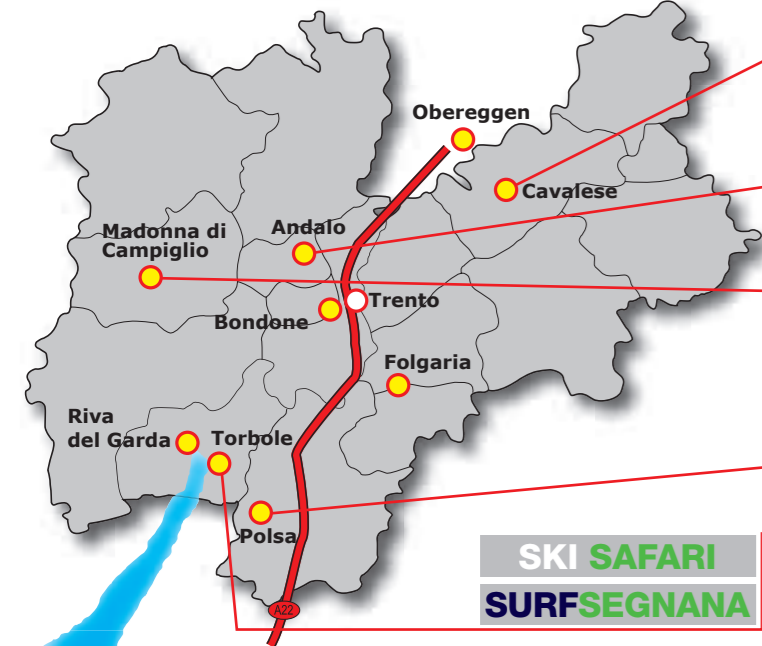 Obereggen
Cavalese
Madonna di
Campiglio
Andalo
Trento
Bondone
Folgaria
Riva
del Garda
Torbole
Polsa
SKI SAFARI
SURFSEGNANA
A22